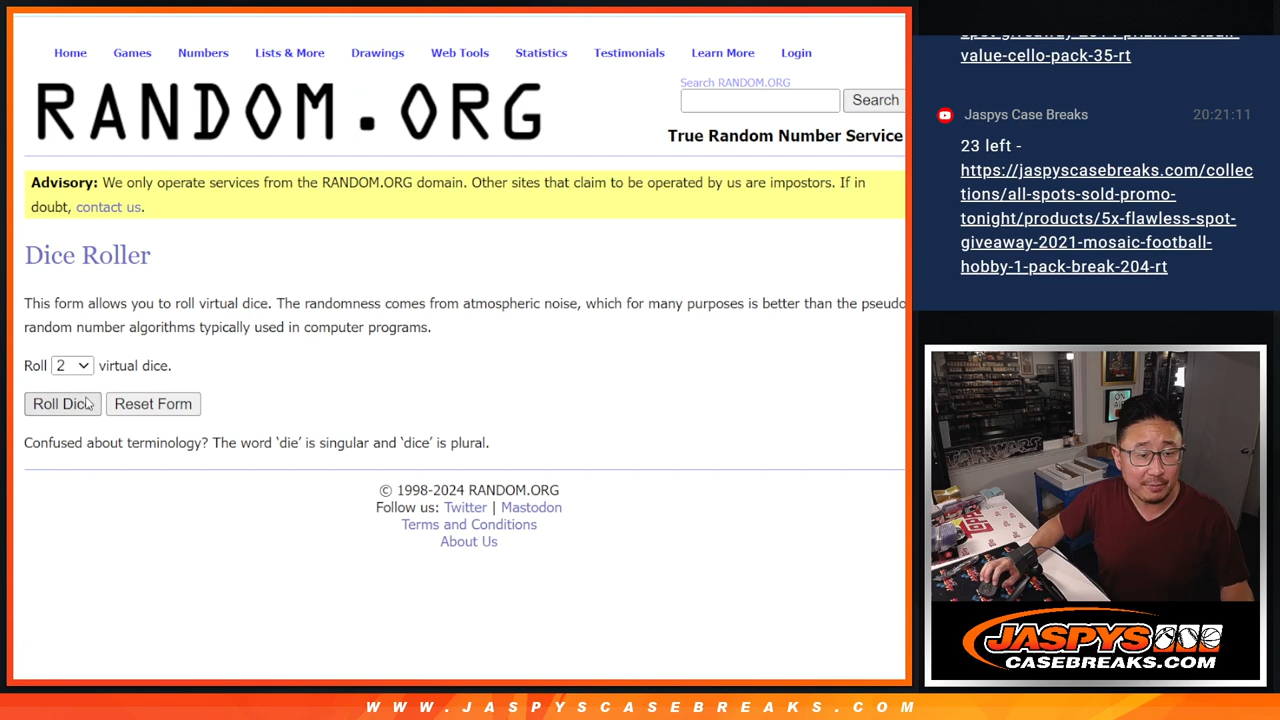 Home Games Numbers Lists & More Drawings Web Tools Statistics Testimonials Learn More Login
RANDOM.ORG
Search RANDOM.ORG
Search
True Random Number Service
Advisory: We only operate services from the RANDOM.ORG domain. Other sites that claim to be operated by us are impostors. If in
doubt, contact us.
Dice Roller
This form allows you to roll virtual dice. The randomness comes from atmospheric noise, which for many purposes is better than the pseudo
random number algorithms typically used in computer programs.
Roll 2 virtual dice.
Roll Dice Reset Form
Confused about terminology? The word ‘die’ is singular and ‘dice’ is plural.
© 1998-2024 RANDOM.ORG
Follow us: Twitter | Mastodon
Terms and Conditions
About Us
value-cello-pack-35-rt
Jaspys Case Breaks 20:21:11
23 left -
https://jaspyscasebreaks.com/collec
tions/all-spots-sold-promo-
tonight/products/5x-flawless-spot-
giveaway-2021-mosaic-football-
hobby-1-pack-break-204-rt
ON AIR
JASPYS
CASEBREAKS.COM
WWW.JASPYSCASEBREAKS.COM